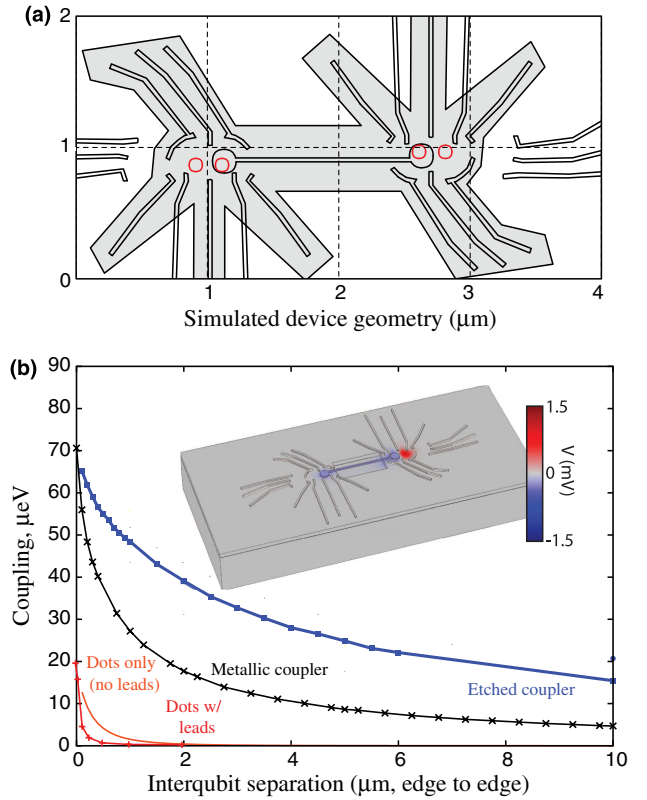 (a)
2
1
0
1
2
3
4
Simulated device geometry (μm)
(b)
90
80
70
60
50
40
30
20
10
0
Coupling, μeV
1.5
0
-1.5
V (mV)
Dots only
(no leads)
Metallic coupler
Dots w/
leads
Etched coupler
0
2
4
6
8
10
Interqubit separation (μm, edge to edge)